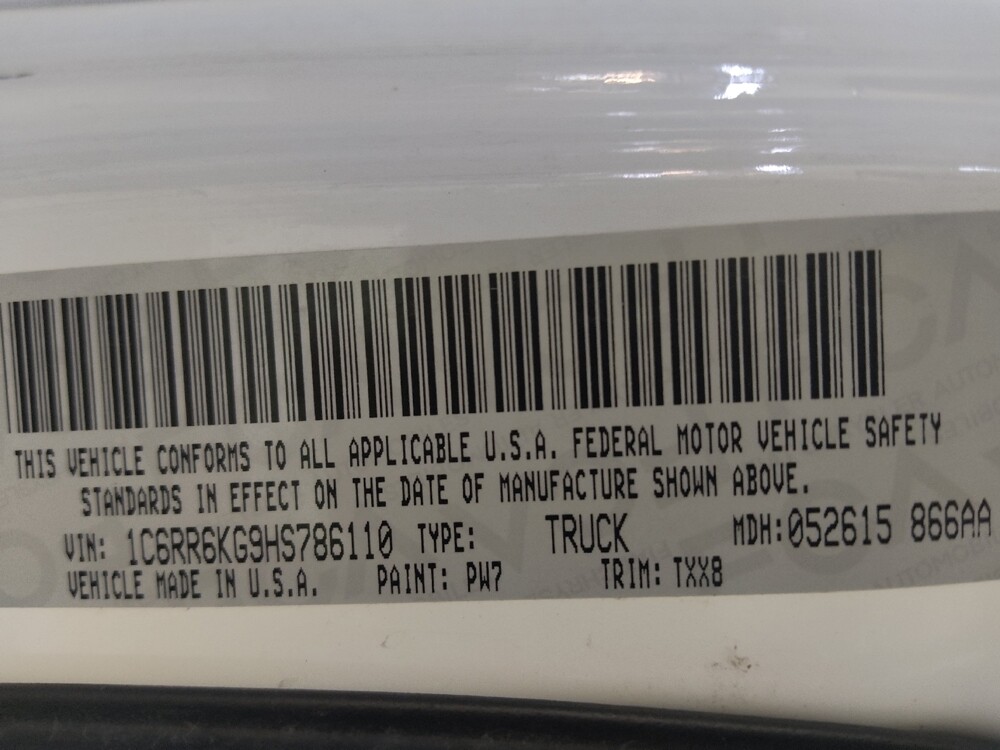 THIS VEHICLE CONFORMS TO ALL APPLICABLE U.S.A. FEDERAL MOTOR VEHICLE SAFETY
STANDARDS IN EFFECT ON THE DATE OF MANUFACTURE SHOWN ABOVE.
VIN: 1C6RR6KG9HS786110 TYPE: TRUCK MDH:052615 866AA
VEHICLE MADE IN U.S.A. PAINT: PW7 TRIM: TXX8